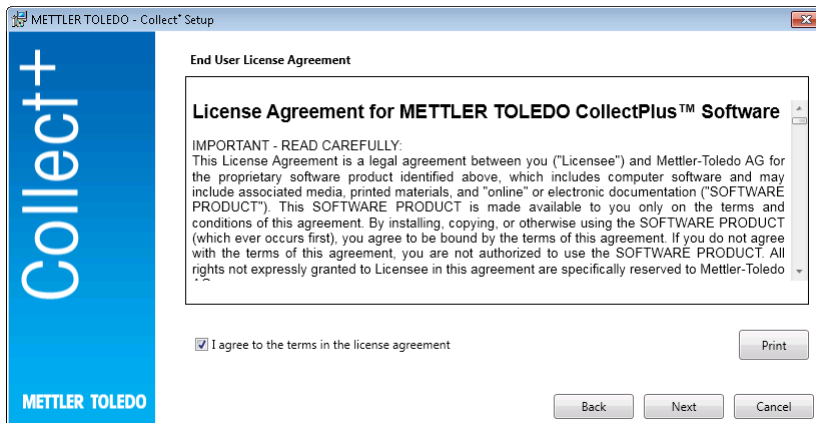 METTLER TOLEDO - Collect⁺ Setup
Collect+
End User License Agreement
License Agreement for METTLER TOLEDO CollectPlus™ Software
IMPORTANT - READ CAREFULLY:
This License Agreement is a legal agreement between you ("Licensee") and Mettler-Toledo AG for
the proprietary software product identified above, which includes computer software and may
include associated media, printed materials, and "online" or electronic documentation ("SOFTWARE
PRODUCT"). This SOFTWARE PRODUCT is made available to you only on the terms and
conditions of this agreement. By installing, copying, or otherwise using the SOFTWARE PRODUCT
(which ever occurs first), you agree to be bound by the terms of this agreement. If you do not agree
with the terms of this agreement, you are not authorized to use the SOFTWARE PRODUCT. All
rights not expressly granted to Licensee in this agreement are specifically reserved to Mettler-Toledo
I agree to the terms in the license agreement
Print
METTLER TOLEDO
Back
Next
Cancel